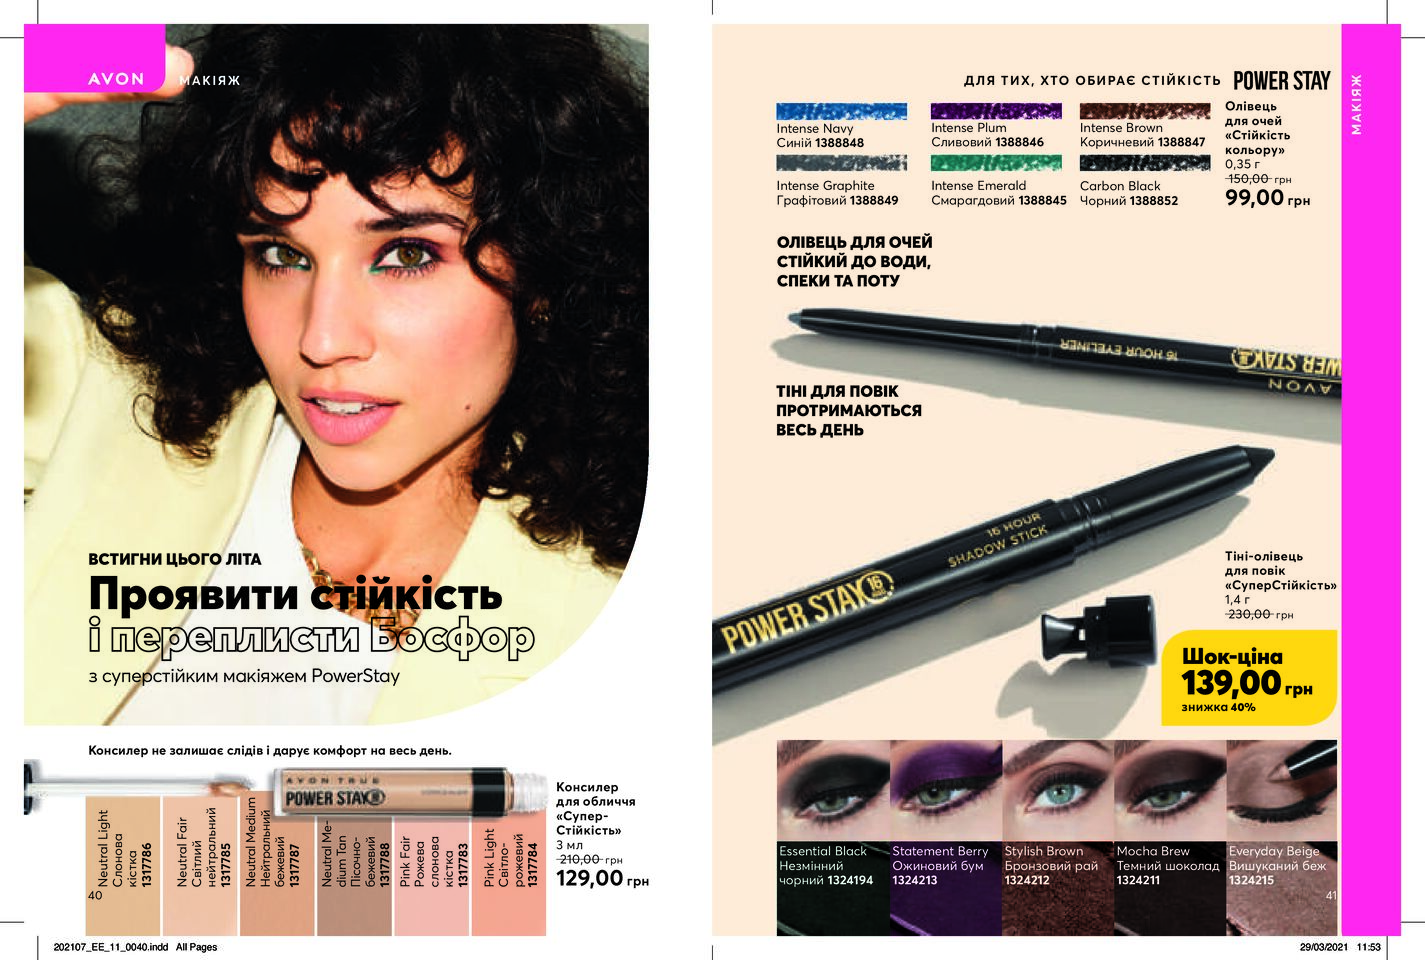 AVON
МАКІЯЖ
ВСТИГНИ ЦЬОГО ЛІТА
Проявити стійкість
і переплисти Босфор
з суперстійким макіяжем PowerStay
Консилер не залишає слідів і дарує комфорт на весь день.
AVON TRUE
POWER STAY
Neutral Light
Слонова
кістка
1317786
Neutral Fair
Світлий
нейтральний
1317785
Neutral Medium
Нейтральний
бежевий
1317787
Neutral Me-
dium Tan
Пісочно-
бежевий
1317788
Pink Fair
Рожева
слонова
кістка
1317783
Pink Light
Світло-
рожевий
1317784
Консилер
для обличчя
«Супер-
Стійкість»
3 мл
210,00 грн
129,00 грн
40
202107_EE_11_0040.indd   All Pages
ДЛЯ ТИХ, ХТО ОБИРАЄ СТІЙКІСТЬ POWER STAY
МАКІЯЖ
Intense Navy
Синій 1388848
Intense Plum
Сливовий 1388846
Intense Brown
Коричневий 1388847
Intense Graphite
Графітовий 1388849
Intense Emerald
Смарагдовий 1388845
Carbon Black
Чорний 1388852
Олівець
для очей
«Стійкість
кольору»
0,35 г
150,00 грн
99,00 грн
ОЛІВЕЦЬ ДЛЯ ОЧЕЙ
СТІЙКИЙ ДО ВОДИ,
СПЕКИ ТА ПОТУ
16 HOUR EYELINER
POWER STAY
AVON
ТІНІ ДЛЯ ПОВІК
ПРОТРИМАЮТЬСЯ
ВЕСЬ ДЕНЬ
16 HOUR
SHADOW STICK
POWER STAY 16
Тіні-олівець
для повік
«СуперСтійкість»
1,4 г
230,00 грн
Шок-ціна
139,00 грн
знижка 40%
Essential Black
Незмінний
чорний 1324194
Statement Berry
Ожиновий бум
1324213
Stylish Brown
Бронзовий рай
1324212
Mocha Brew
Темний шоколад
1324211
Everyday Beige
Вишуканий беж
1324215
41
29/03/2021   11:53